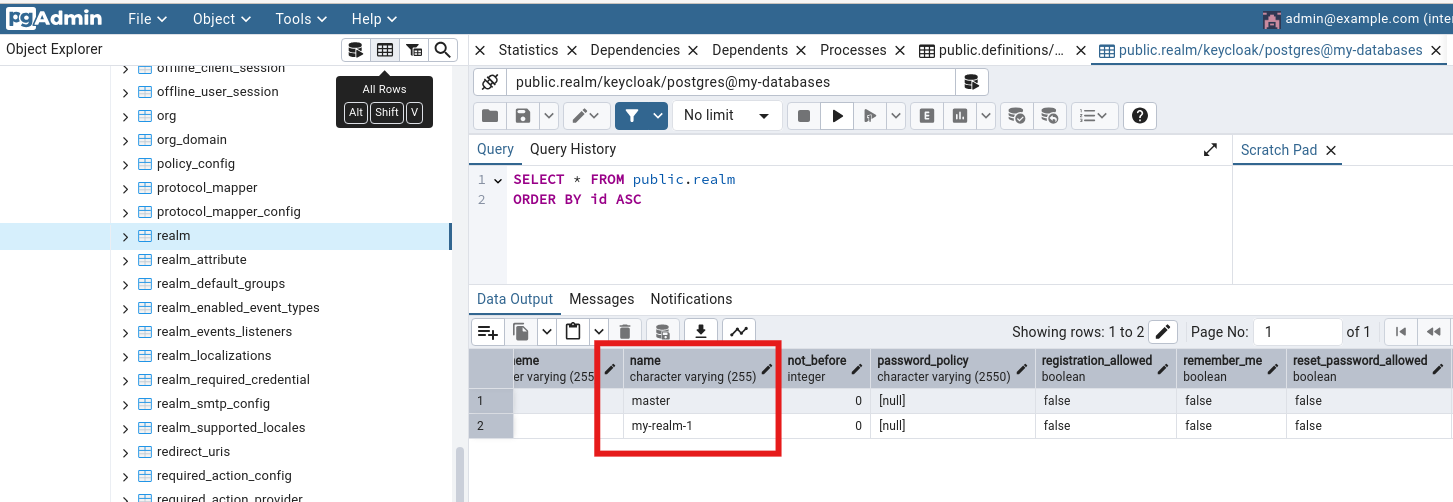 pgAdmin File Object Tools Help admin@example.com (inte
Object Explorer
Statistics Dependencies Dependents Processes public.definitions/... public.realm/keycloak/postgres@my-databases
offline_client_session
offline_user_session
org
org_domain
policy_config
protocol_mapper
protocol_mapper_config
realm
realm_attribute
realm_default_groups
realm_enabled_event_types
realm_events_listeners
realm_localizations
realm_required_credential
realm_smtp_config
realm_supported_locales
redirect_uris
required_action_config
required_action_provider
All Rows
Alt Shift V
public.realm/keycloak/postgres@my-databases
No limit
Query Query History
Scratch Pad
1 SELECT * FROM public.realm
2 ORDER BY id ASC
Data Output Messages Notifications
Showing rows: 1 to 2 Page No: 1 of 1
eme name not_before password_policy registration_allowed remember_me reset_password_allowed
er varying (255 character varying (255) integer character varying (2550) boolean boolean boolean
1 master 0 [null] false false false
2 my-realm-1 0 [null] false false false